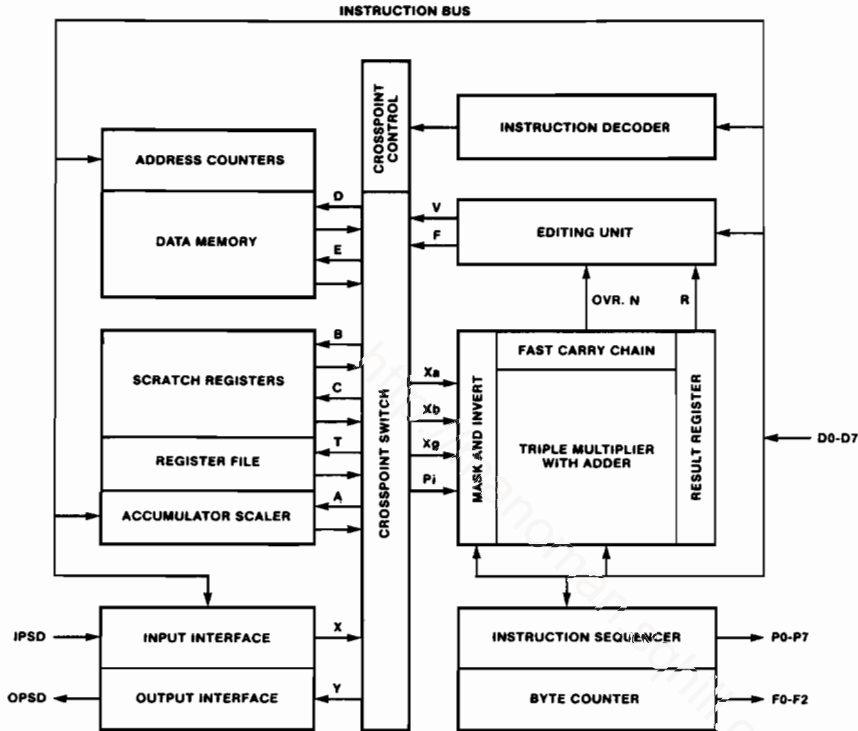 INSTRUCTION BUS
CROSSPOINT CONTROL
INSTRUCTION DECODER
ADDRESS COUNTERS
DATA MEMORY
D
E
V
F
EDITING UNIT
OVR. N
R
SCRATCH REGISTERS
REGISTER FILE
ACCUMULATOR SCALER
B
C
T
A
CROSSPOINT SWITCH
Xa
Xb
Xg
Pi
MASK AND INVERT
FAST CARRY CHAIN
TRIPLE MULTIPLIER
WITH ADDER
RESULT REGISTER
D0-D7
IPSD
INPUT INTERFACE
X
OPSD
OUTPUT INTERFACE
Y
INSTRUCTION SEQUENCER
P0-P7
BYTE COUNTER
F0-F2